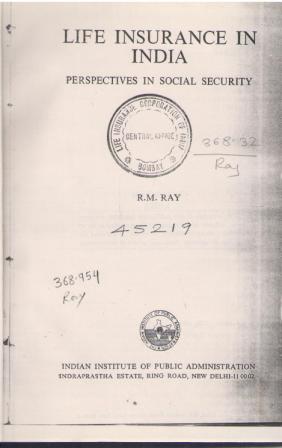 LIFE INSURANCE IN
INDIA
PERSPECTIVES IN SOCIAL SECURITY
LIFE INSURANCE CORPORATION OF INDIA
CENTRAL OFFICE
BOMBAY
368.32
Ray
R.M. RAY
45219
368.954
Ray
INDIAN INSTITUTE OF PUBLIC ADMINISTRATION
INDRAPRASTHA ESTATE, RING ROAD, NEW DELHI-110002